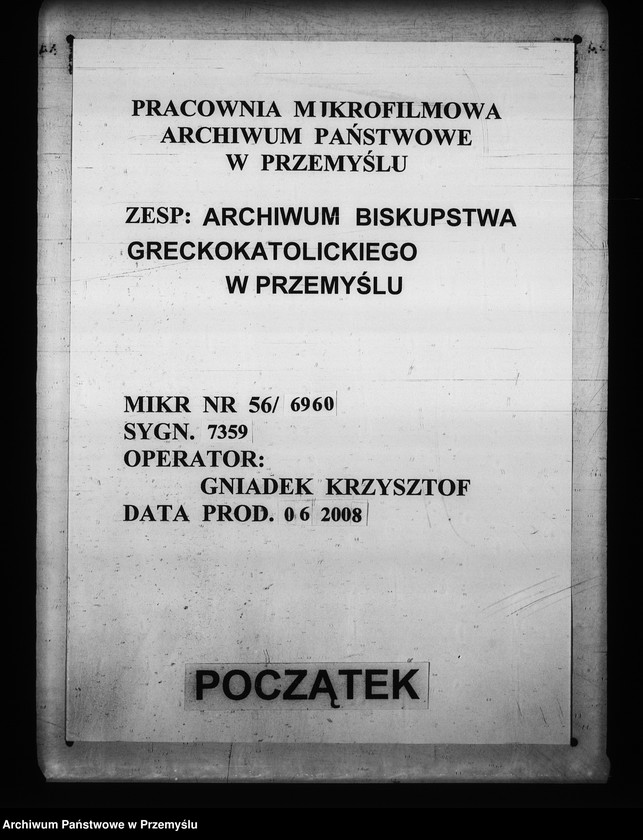 PRACOWNIA MIKROFILMOWA
ARCHIWUM PAŃSTWOWE
W PRZEMYŚLU
ZESP: ARCHIWUM BISKUPSTWA
GRECKOKATOLICKIEGO
W PRZEMYŚLU
MIKR NR 56/ 6960
SYGN. 7359
OPERATOR:
GNIADEK KRZYSZTOF
DATA PROD. 06 2008
POCZĄTEK
Archiwum Państwowe w Przemyślu